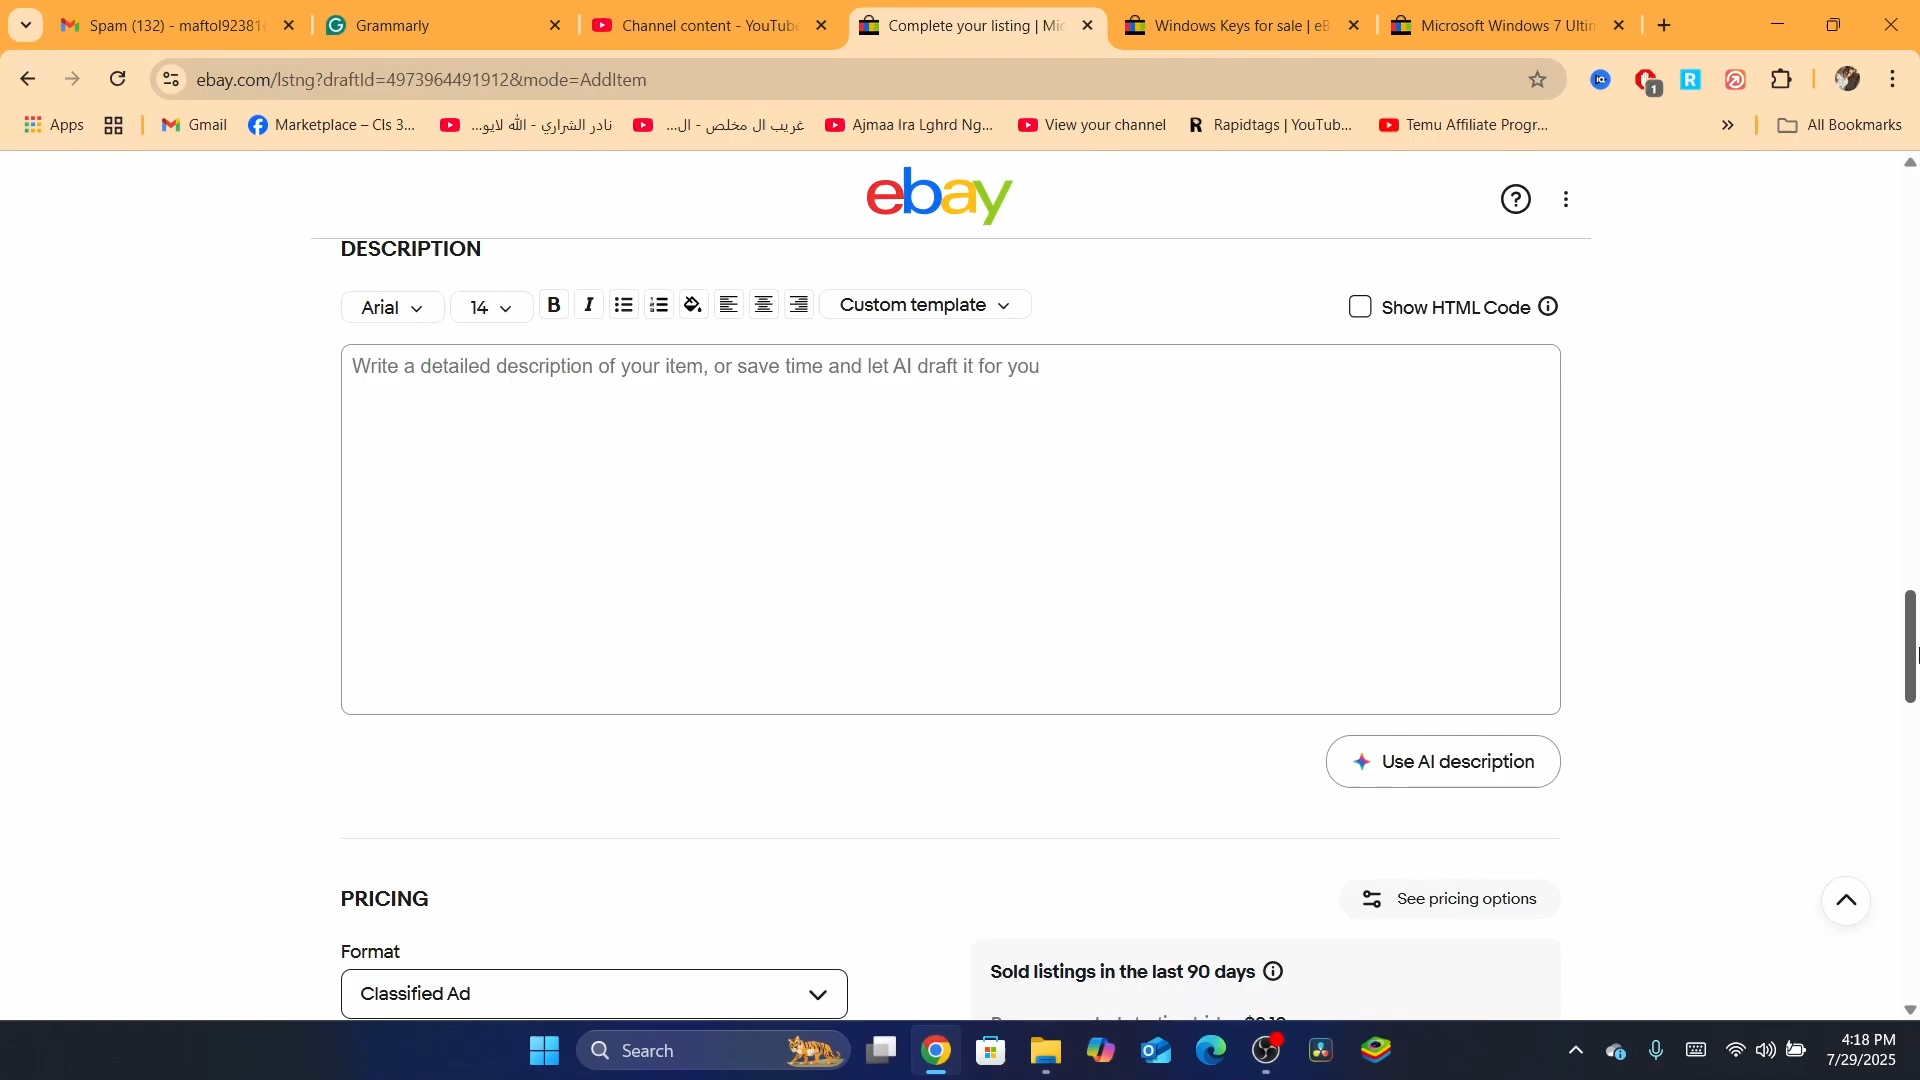 Spam (132) - maftol92381
Grammarly
Channel content - YouTube
Complete your listing | Mic
Windows Keys for sale | eB
Microsoft Windows 7 Ultim
ebay.com/lstng?draftId=4973964491912&mode=AddItem
1
Apps
Gmail
Marketplace – Cls 3...
نادر الشراري - الله لايو...
غريب ال مخلص - ال...
Ajmaa Ira Lghrd Ng...
View your channel
Rapidtags | YouTub...
Temu Affiliate Progr...
All Bookmarks
ebay
DESCRIPTION
Arial
14
B
I
Custom template
Show HTML Code
Write a detailed description of your item, or save time and let AI draft it for you
Use AI description
PRICING
See pricing options
Format
Classified Ad
Sold listings in the last 90 days
Search
4:18 PM
7/29/2025